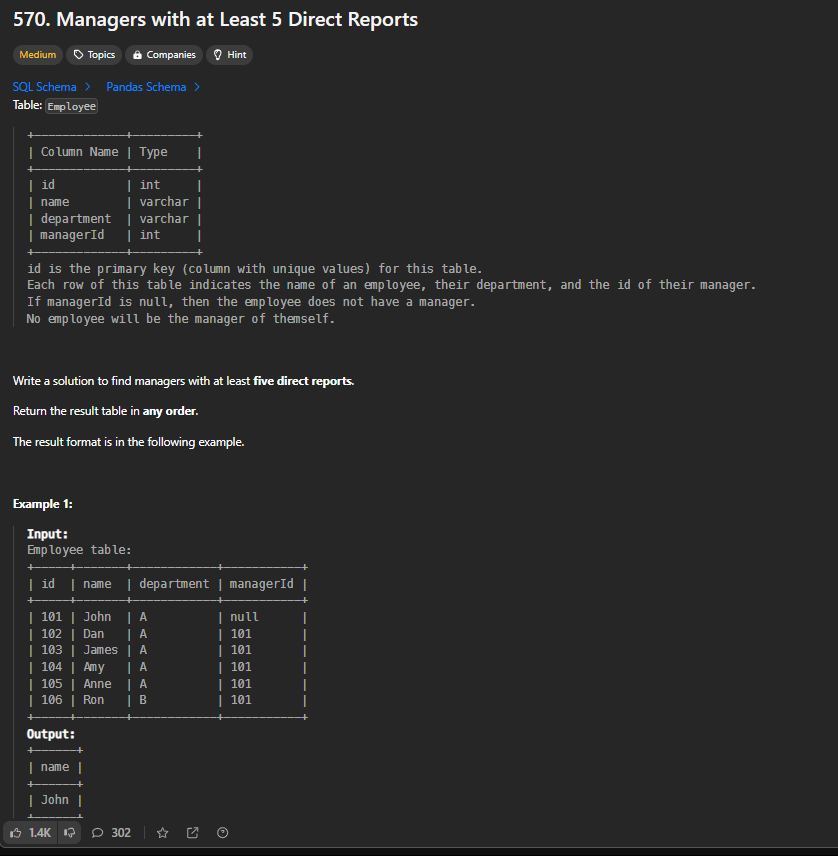 570. Managers with at Least 5 Direct Reports
Medium Topics Companies Hint
SQL Schema > Pandas Schema >
Table: Employee
+-------------+---------+
| Column Name | Type    |
+-------------+---------+
| id          | int     |
| name        | varchar |
| department  | varchar |
| managerId   | int     |
+-------------+---------+
id is the primary key (column with unique values) for this table.
Each row of this table indicates the name of an employee, their department, and the id of their manager.
If managerId is null, then the employee does not have a manager.
No employee will be the manager of themself.
Write a solution to find managers with at least five direct reports.
Return the result table in any order.
The result format is in the following example.
Example 1:
Input:
Employee table:
+-----+-------+------------+-----------+
| id  | name  | department | managerId |
+-----+-------+------------+-----------+
| 101 | John  | A          | null      |
| 102 | Dan   | A          | 101       |
| 103 | James | A          | 101       |
| 104 | Amy   | A          | 101       |
| 105 | Anne  | A          | 101       |
| 106 | Ron   | B          | 101       |
+-----+-------+------------+-----------+
Output:
+------+
| name |
+------+
| John |
+------+
1.4K 302